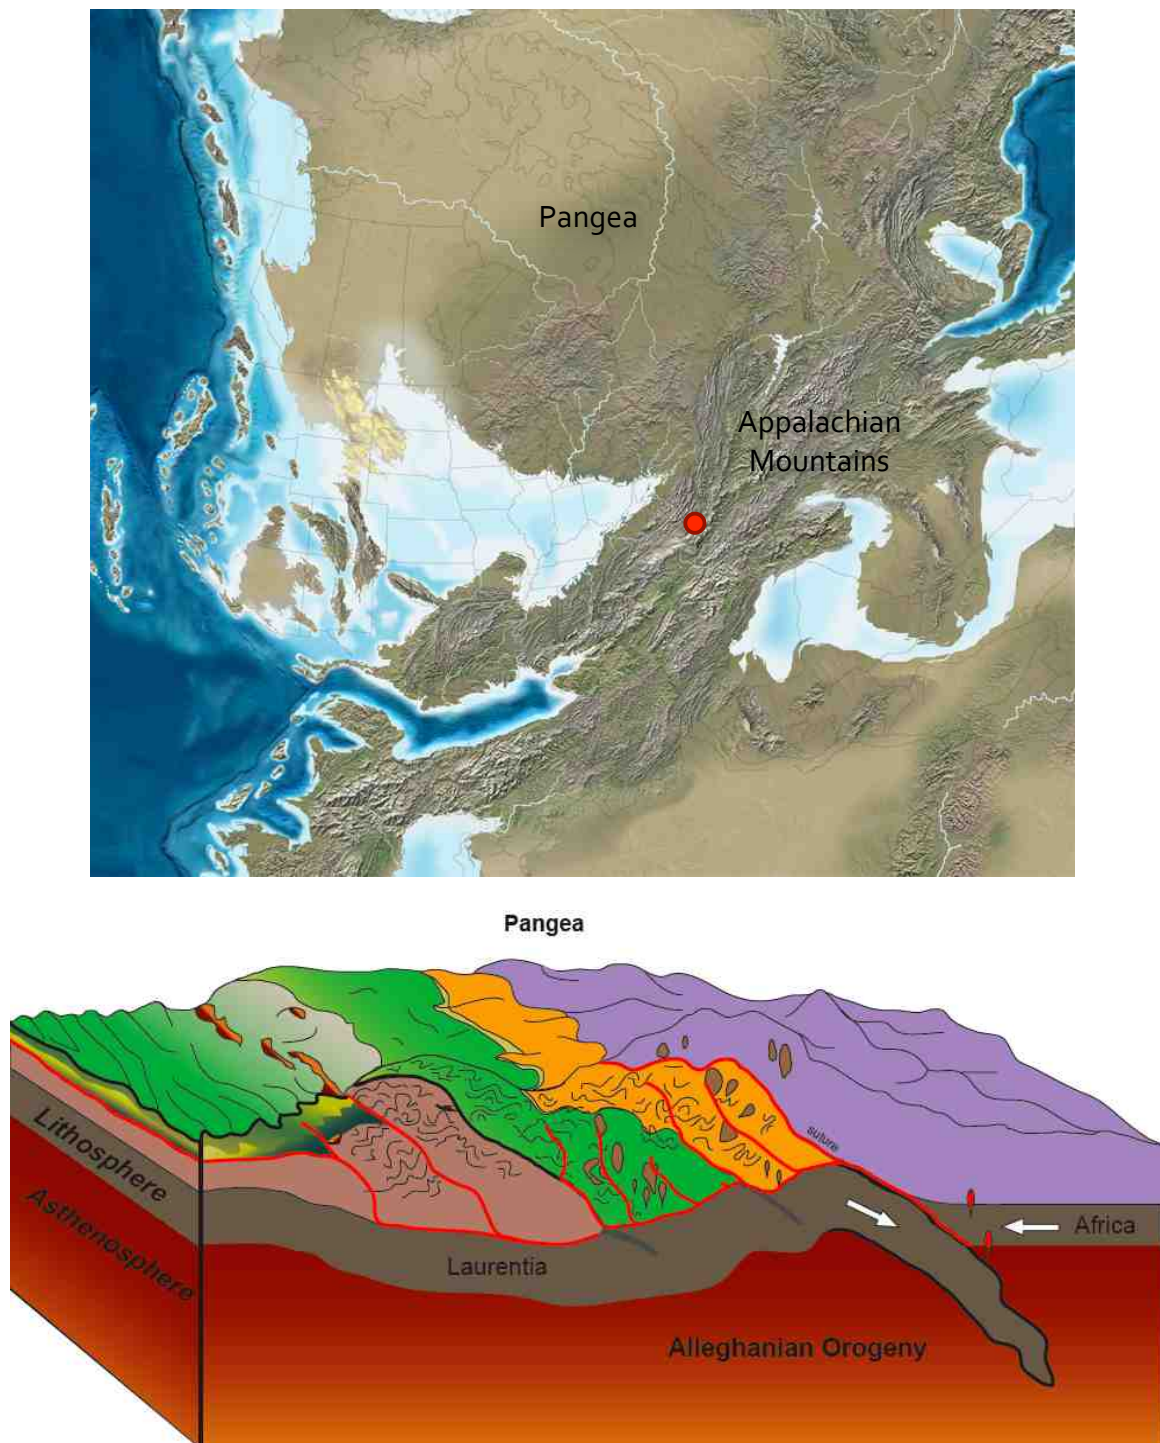 Pangea
Appalachian
Mountains
Pangea
suture
Lithosphere
Africa
Asthenosphere
Laurentia
Alleghanian Orogeny